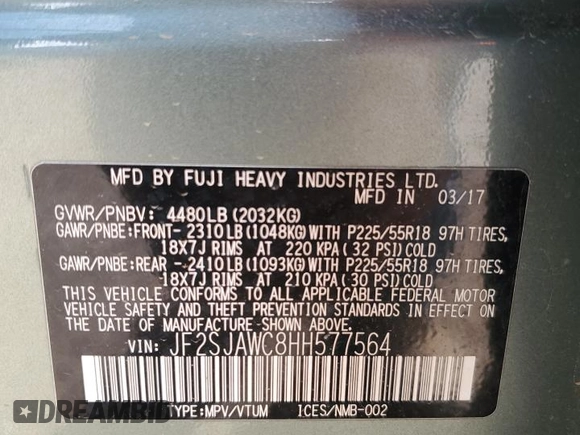 MFD BY FUJI HEAVY INDUSTRIES LTD.
MFD IN 03/17
GVWR/PNBV: 4480LB(2032KG)
GAWR/PNBE:FRONT- 2310LB(1048KG)WITH P225/55R18 97H TIRES,
18X7J RIMS AT 220 KPA( 32 PSI)COLD
GAWR/PNBE:REAR -2410LB(1093KG)WITH P225/55R18 97H TIRES,
18X7J RIMS AT 210 KPA( 30 PSI)COLD
THIS VEHICLE CONFORMS TO ALL APPLICABLE FEDERAL MOTOR
VEHICLE SAFETY AND THEFT PREVENTION STANDARDS IN EFFECT ON
THE DATE OF MANUFACTURE SHOWN ABOVE.
VIN: JF2SJAWC8HH577564
TYPE:MPV/VTUM ICES/NMB-002
AUTOBIDMASTER